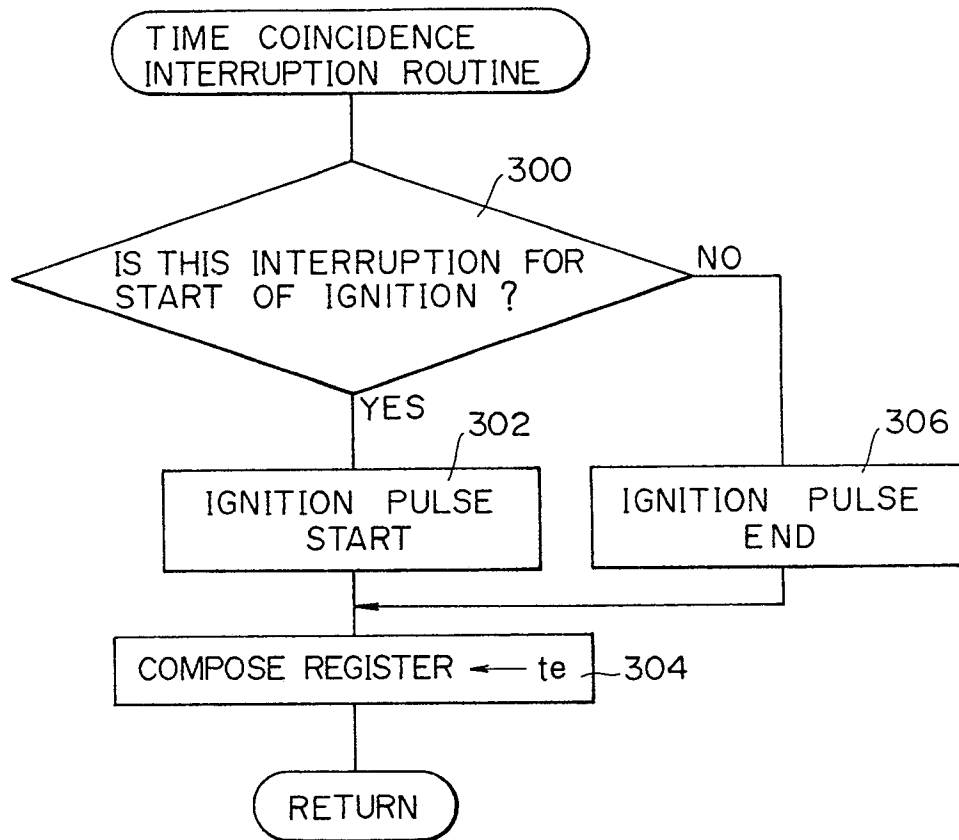 TIME COINCIDENCE
INTERRUPTION ROUTINE
300
IS THIS INTERRUPTION FOR
START OF IGNITION ?
NO
YES
302
IGNITION PULSE
START
306
IGNITION PULSE
END
COMPOSE REGISTER ← te
304
RETURN